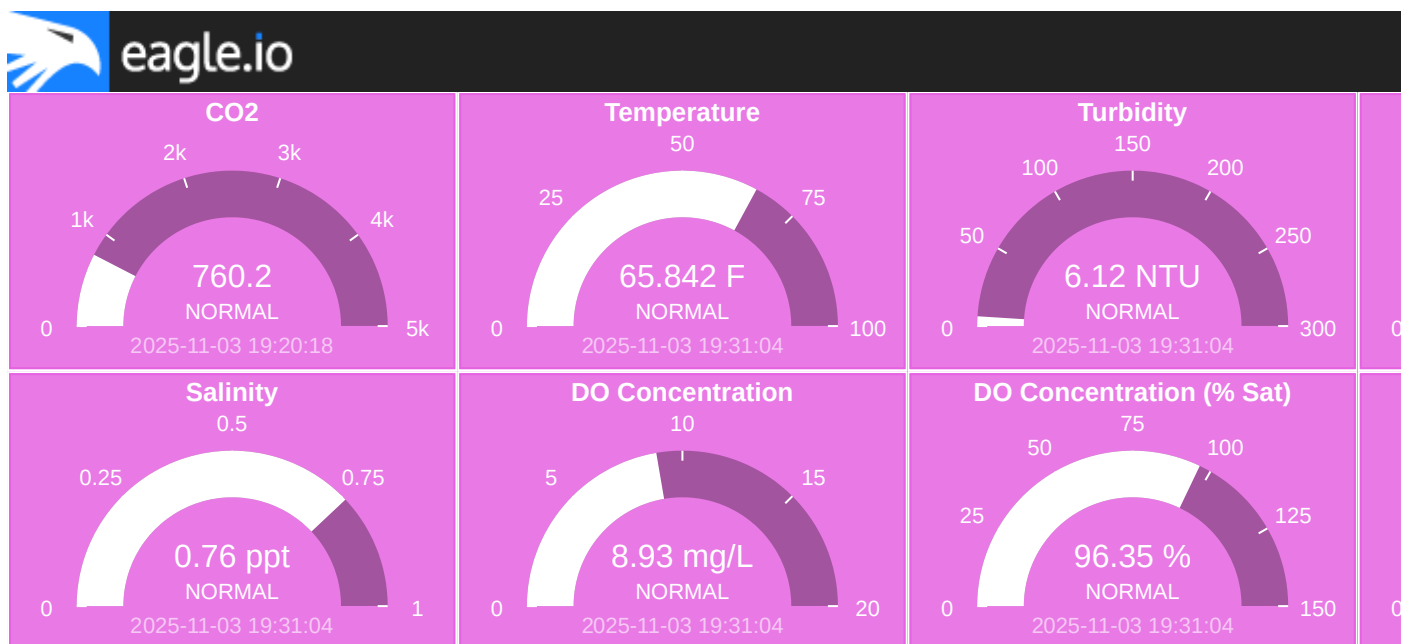 eagle.io
CO2
2k
3k
1k
4k
760.2
NORMAL
0
5k
2025-11-03 19:20:18
Temperature
50
25
75
65.842 F
NORMAL
0
100
2025-11-03 19:31:04
Turbidity
150
100
200
50
250
6.12 NTU
NORMAL
0
300
2025-11-03 19:31:04
0
Salinity
0.5
0.25
0.75
0.76 ppt
NORMAL
0
1
2025-11-03 19:31:04
DO Concentration
10
5
15
8.93 mg/L
NORMAL
0
20
2025-11-03 19:31:04
DO Concentration (% Sat)
75
50
100
25
125
96.35 %
NORMAL
0
150
2025-11-03 19:31:04
0